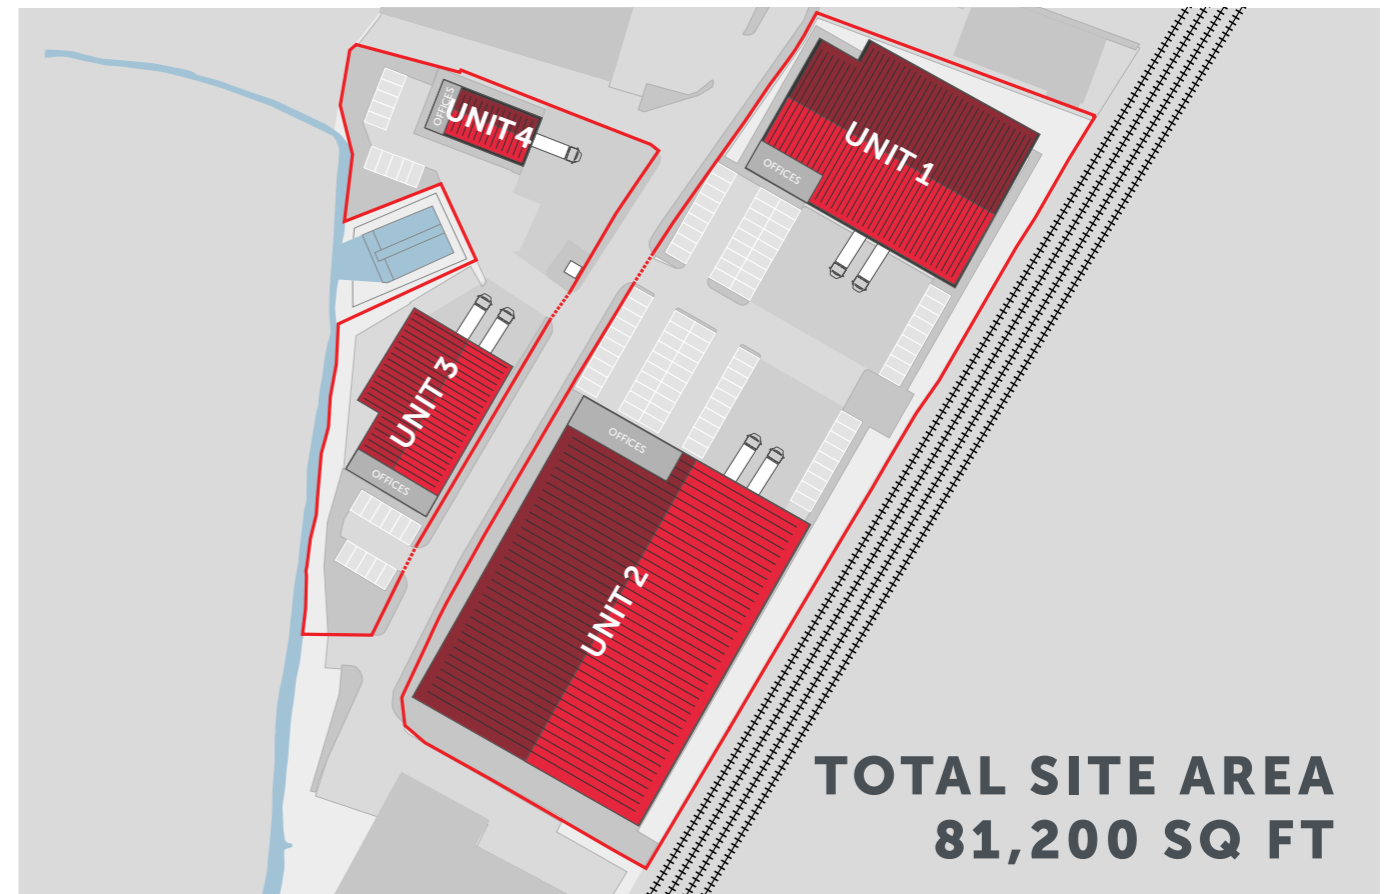 OFFICES
UNIT 4
UNIT 1
OFFICES
UNIT 3
OFFICES
OFFICES
UNIT 2
TOTAL SITE AREA
81,200 SQ FT